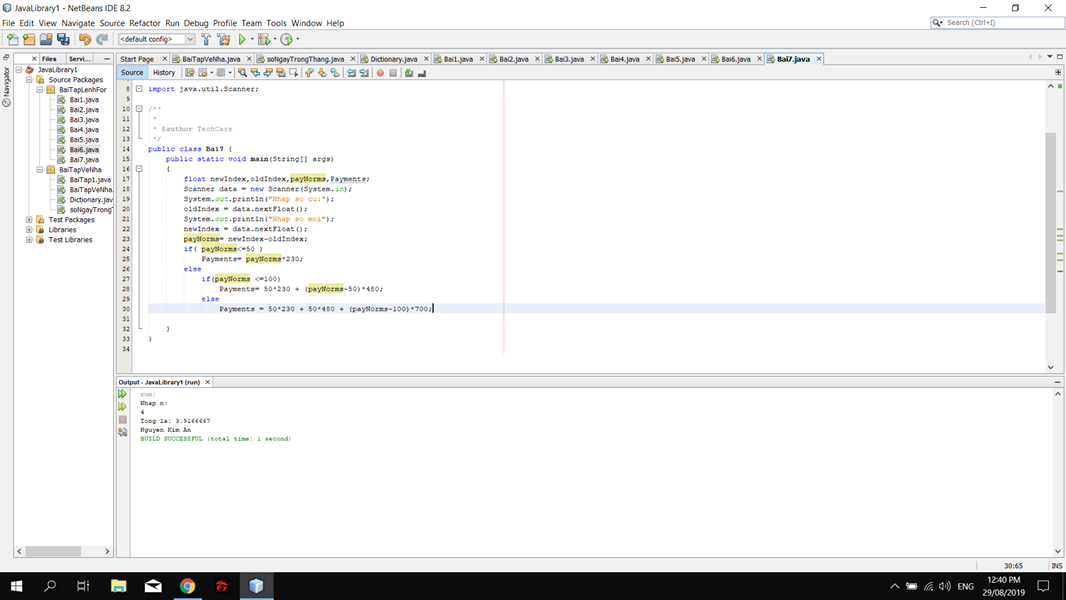 JavaLibrary1 - NetBeans IDE 8.2
File Edit View Navigate Source Refactor Run Debug Profile Team Tools Window Help
Search (Ctrl+I)
<default config>
Files Servi...
Start Page BaiTapVeNha.java soNgayTrongThang.java Dictionary.java Bai1.java Bai2.java Bai3.java Bai4.java Bai5.java Bai6.java Bai7.java
Source History
Navigator
JavaLibrary1
Source Packages
BaiTapLenhFor
Bai1.java
Bai2.java
Bai3.java
Bai4.java
Bai5.java
Bai6.java
Bai7.java
BaiTapVeNha
BaiTap1.java
BaiTapVeNha.
Dictionary.jav
soNgayTrong
Test Packages
Libraries
Test Libraries
8 import java.util.Scanner;
9
10 /**
11 *
12 * @author TechCare
13 */
14 public class Bai7 {
15 public static void main(String[] args)
16 {
17 float newIndex,oldIndex,payNorms,Payments;
18 Scanner data = new Scanner(System.in);
19 System.out.println("Nhap so cu:");
20 oldIndex = data.nextFloat();
21 System.out.println("Nhap so moi");
22 newIndex = data.nextFloat();
23 payNorms= newIndex-oldIndex;
24 if( payNorms<=50 )
25 Payments= payNorms*230;
26 else
27 if(payNorms <=100)
28 Payments= 50*230 + (payNorms-50)*480;
29 else
30 Payments = 50*230 + 50*480 + (payNorms-100)*700;
31
32 }
33 }
34
Output - JavaLibrary1 (run)
run:
Nhap n:
4
Tong la: 3.9166667
Nguyen Kim An
BUILD SUCCESSFUL (total time: 1 second)
30:65 INS
ENG
12:40 PM
29/08/2019